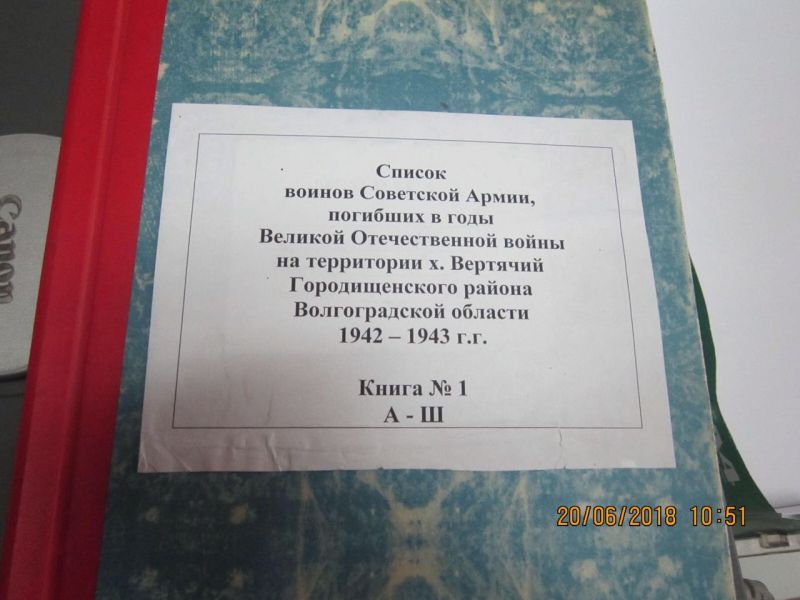 Список
воинов Советской Армии,
погибших в годы
Великой Отечественной войны
на территории х. Вертячий
Городищенского района
Волгоградской области
1942 – 1943 г.г.
Книга № 1
А - Ш
Canon
20/06/2018 10:51